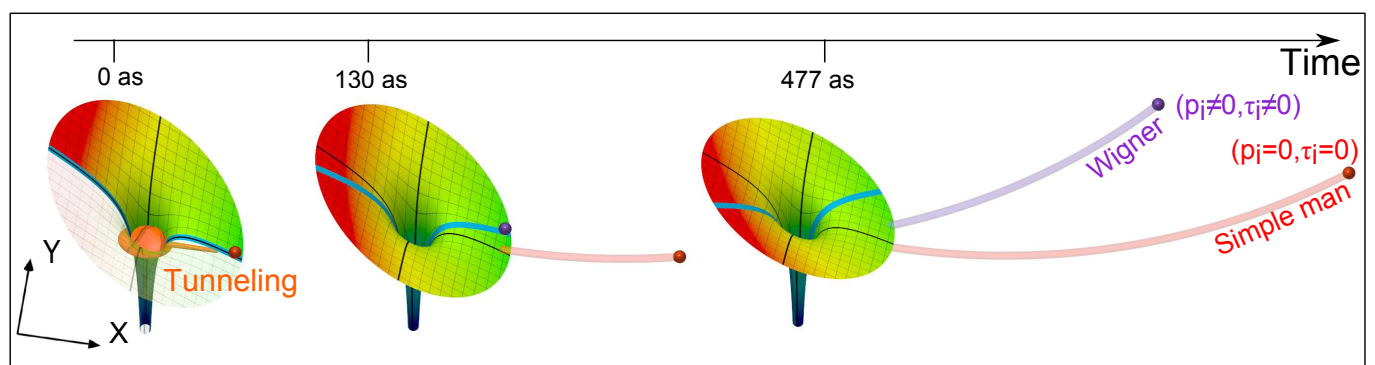 Time
0 as
130 as
477 as
(pᵢ≠0,τᵢ≠0)
Wigner
(pᵢ=0,τᵢ=0)
Simple man
Y
Tunneling
X